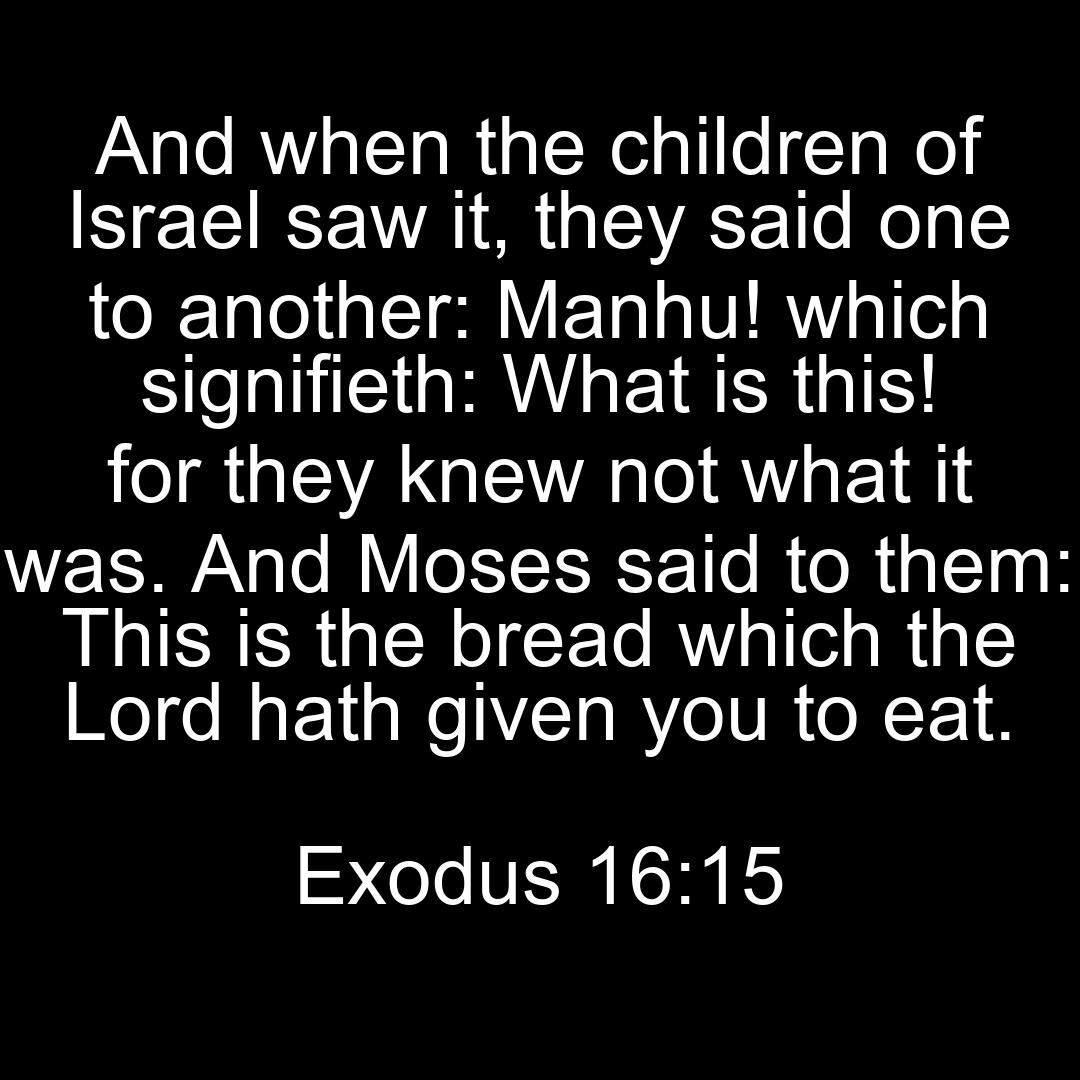 And when the children of
Israel saw it, they said one
to another: Manhu! which
signifieth: What is this!
for they knew not what it
was. And Moses said to them:
This is the bread which the
Lord hath given you to eat.
Exodus 16:15